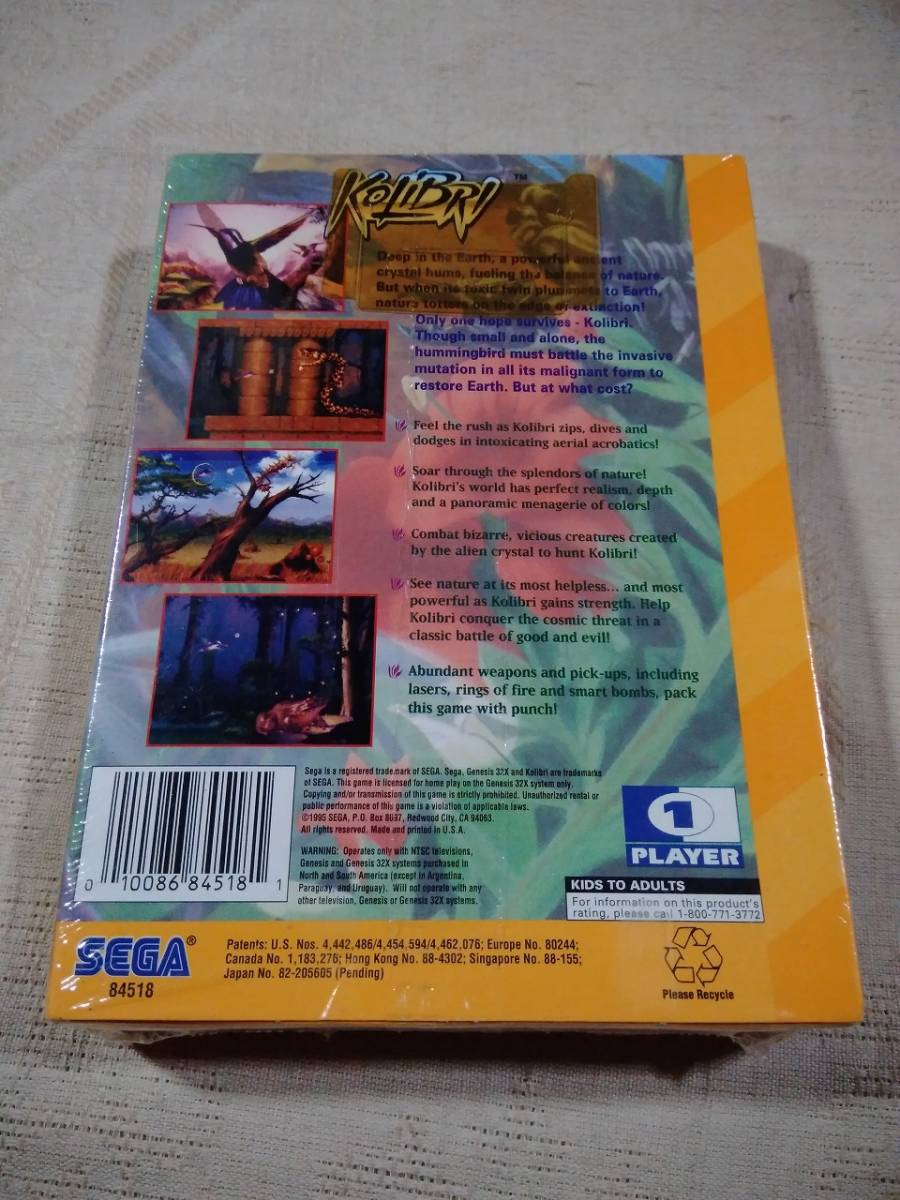 KOLIBRI™
Deep in the Earth, a powerful ancient
crystal hums, fueling the balance of nature.
But when its toxic twin plummets to Earth,
nature totters on the edge of extinction!
Only one hope survives - Kolibri.
Though small and alone, the
hummingbird must battle the invasive
mutation in all its malignant form to
restore Earth. But at what cost?
Feel the rush as Kolibri zips, dives and
dodges in intoxicating aerial acrobatics!
Soar through the splendors of nature!
Kolibri's world has perfect realism, depth
and a panoramic menagerie of colors!
Combat bizarre, vicious creatures created
by the alien crystal to hunt Kolibri!
See nature at its most helpless... and most
powerful as Kolibri gains strength. Help
Kolibri conquer the cosmic threat in a
classic battle of good and evil!
Abundant weapons and pick-ups, including
lasers, rings of fire and smart bombs, pack
this game with punch!
Sega is a registered trademark of SEGA. Sega, Genesis 32X and Kolibri are trademarks
of SEGA. This game is licensed for home play on the Genesis 32X system only.
Copying and/or transmission of this game is strictly prohibited. Unauthorized rental or
public performance of this game is a violation of applicable laws.
©1995 SEGA, P.O. Box 8097, Redwood City, CA 94063.
All rights reserved. Made and printed in U.S.A.
WARNING: Operates only with NTSC televisions,
Genesis and Genesis 32X systems purchased in
North and South America (except in Argentina,
Paraguay, and Uruguay). Will not operate with any
other television, Genesis or Genesis 32X systems.
0 10086 84518 1
1
PLAYER
KIDS TO ADULTS
For information on this product's
rating, please call 1-800-771-3772
SEGA®
84518
Patents: U.S. Nos. 4,442,486/4,454,594/4,462,076; Europe No. 80244;
Canada No. 1,183,276; Hong Kong No. 88-4302; Singapore No. 88-155;
Japan No. 82-205605 (Pending)
Please Recycle